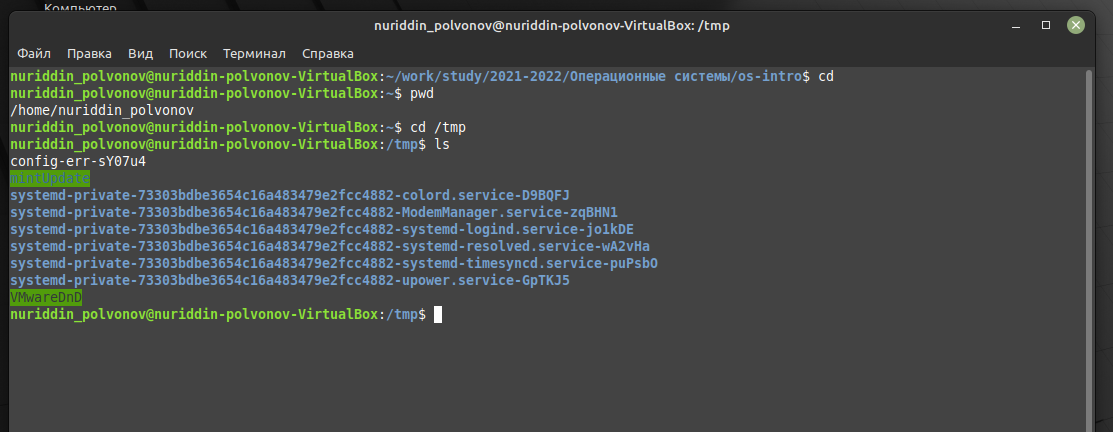 Компьютер
nuriddin_polvonov@nuriddin-polvonov-VirtualBox: /tmp
Файл Правка Вид Поиск Терминал Справка
nuriddin_polvonov@nuriddin-polvonov-VirtualBox:~/work/study/2021-2022/Операционные системы/os-intro$ cd
nuriddin_polvonov@nuriddin-polvonov-VirtualBox:~$ pwd
/home/nuriddin_polvonov
nuriddin_polvonov@nuriddin-polvonov-VirtualBox:~$ cd /tmp
nuriddin_polvonov@nuriddin-polvonov-VirtualBox:/tmp$ ls
config-err-sY07u4
mintUpdate
systemd-private-73303bdbe3654c16a483479e2fcc4882-colord.service-D9BQFJ
systemd-private-73303bdbe3654c16a483479e2fcc4882-ModemManager.service-zqBHN1
systemd-private-73303bdbe3654c16a483479e2fcc4882-systemd-logind.service-jo1kDE
systemd-private-73303bdbe3654c16a483479e2fcc4882-systemd-resolved.service-wA2vHa
systemd-private-73303bdbe3654c16a483479e2fcc4882-systemd-timesyncd.service-puPsbO
systemd-private-73303bdbe3654c16a483479e2fcc4882-upower.service-GpTKJ5
VMwareDnD
nuriddin_polvonov@nuriddin-polvonov-VirtualBox:/tmp$